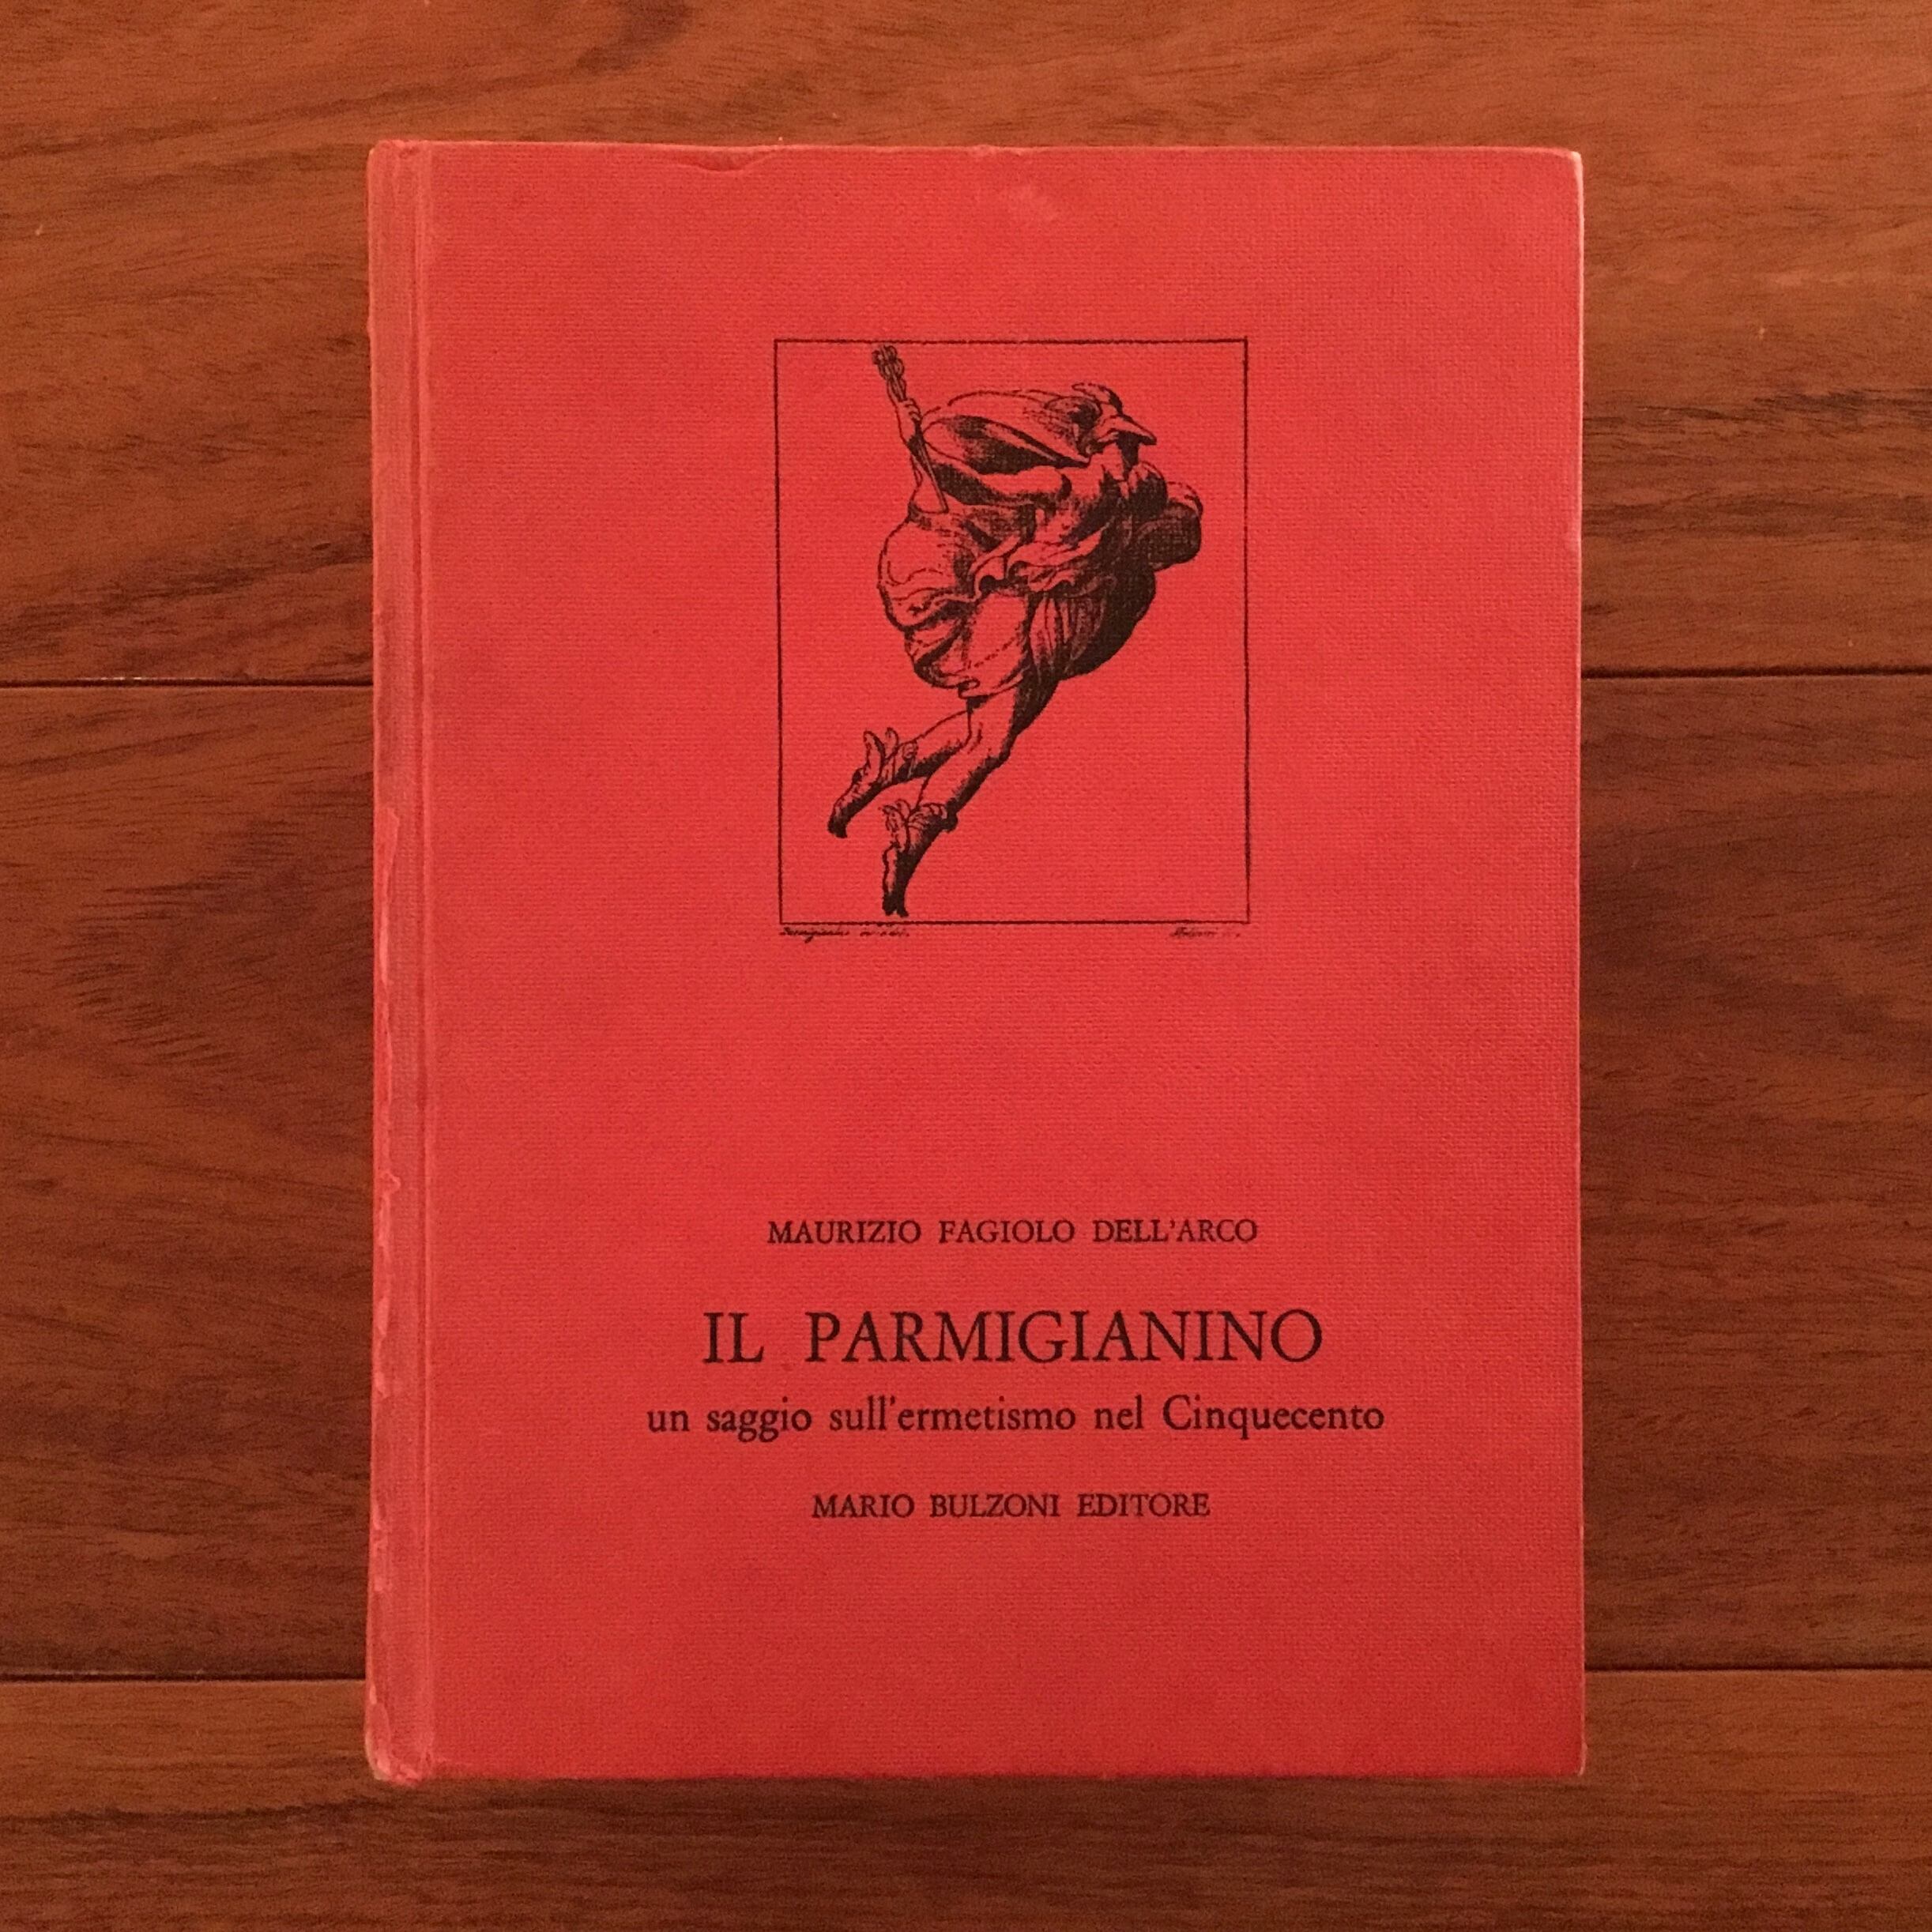 MAURIZIO FAGIOLO DELL'ARCO
IL PARMIGIANINO
un saggio sull'ermetismo nel Cinquecento
MARIO BULZONI EDITORE